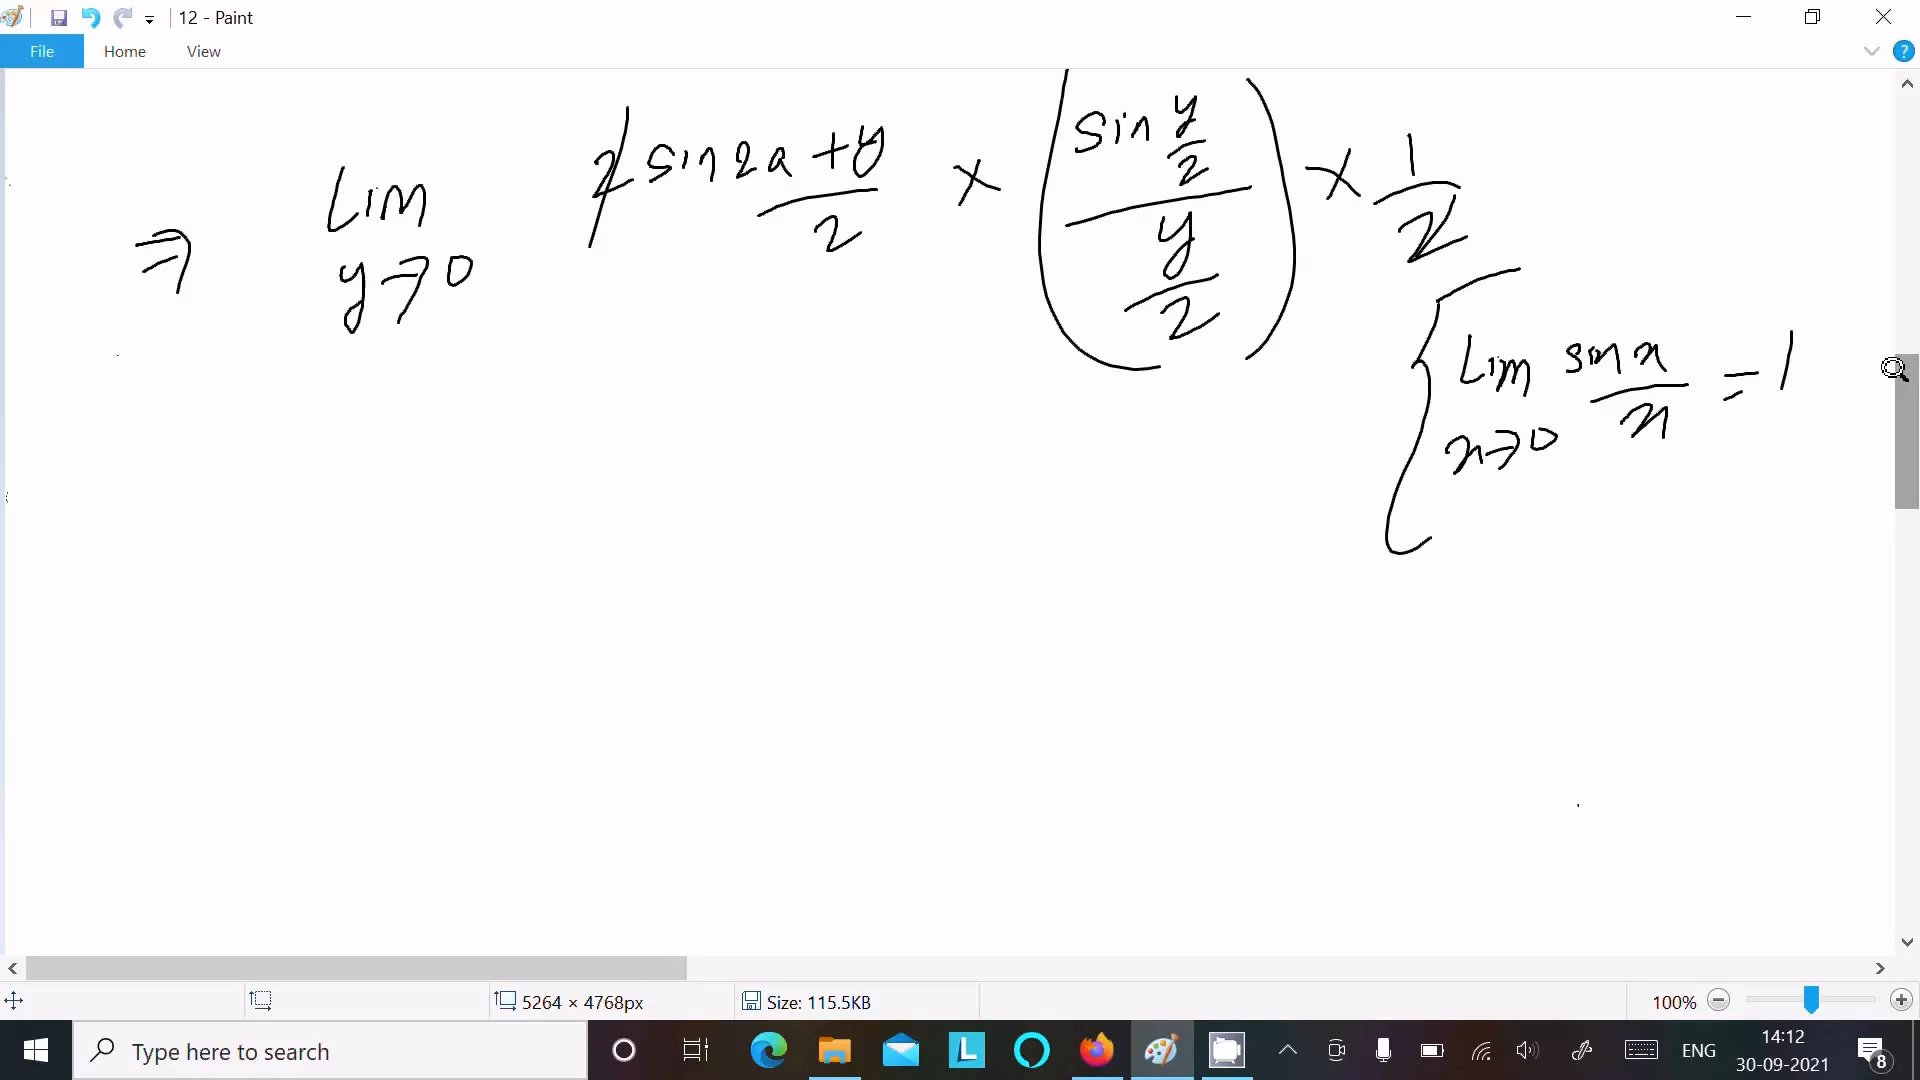 12 - Paint
File Home View
⇒ Lim y→0 2 sin 2a + y / 2 × ( sin y/2 / y/2 ) × 1/2
{ Lim x→0 sin x / x = 1
5264 × 4768px Size: 115.5KB 100%
Type here to search
L
ENG
14:12
30-09-2021
8